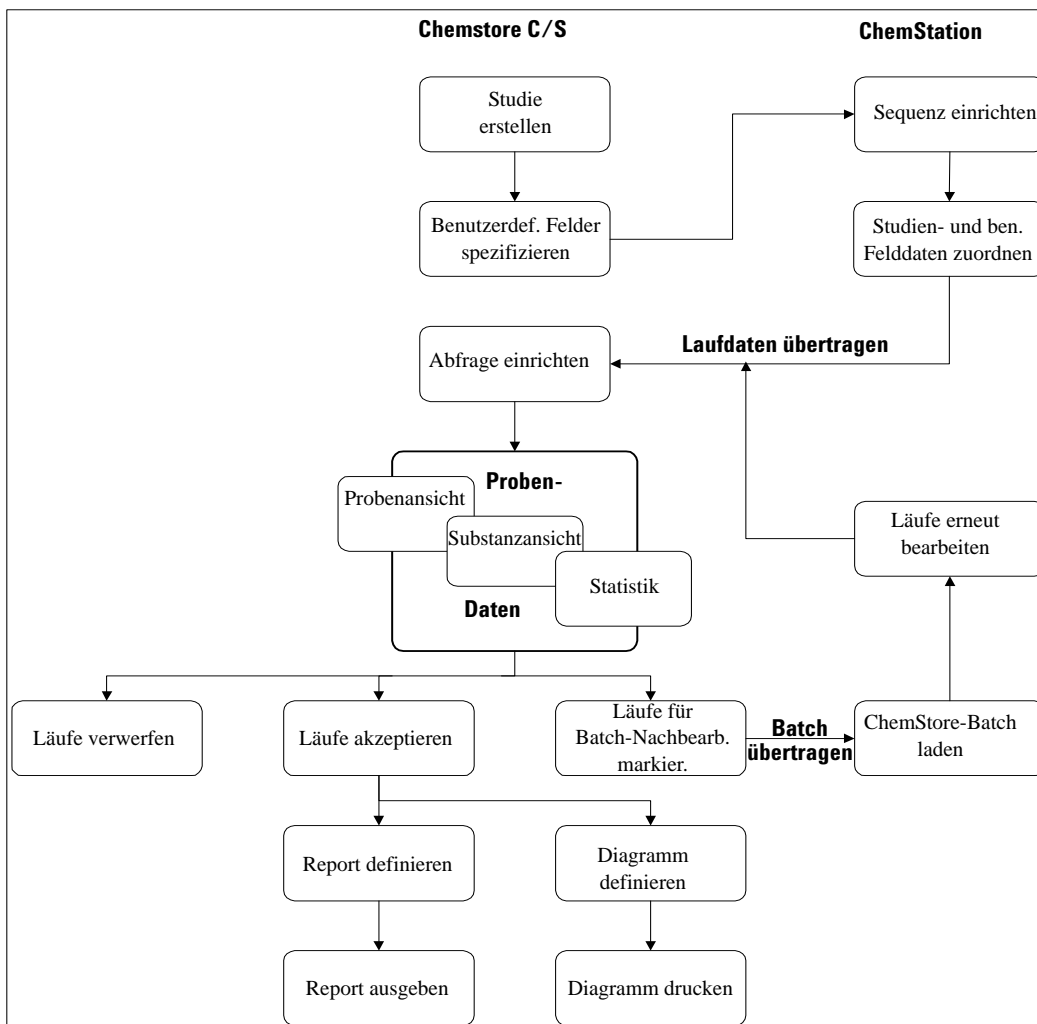 Chemstore C/S
ChemStation
Studie
erstellen
Sequenz einrichten
Benutzerdef. Felder
spezifizieren
Studien- und ben.
Felddaten zuordnen
Laufdaten übertragen
Abfrage einrichten
Proben-
Probenansicht
Substanzansicht
Statistik
Daten
Läufe erneut
bearbeiten
Läufe verwerfen
Läufe akzeptieren
Läufe für
Batch-Nachbearb.
markier.
Batch
übertragen
ChemStore-Batch
laden
Report definieren
Diagramm
definieren
Report ausgeben
Diagramm drucken